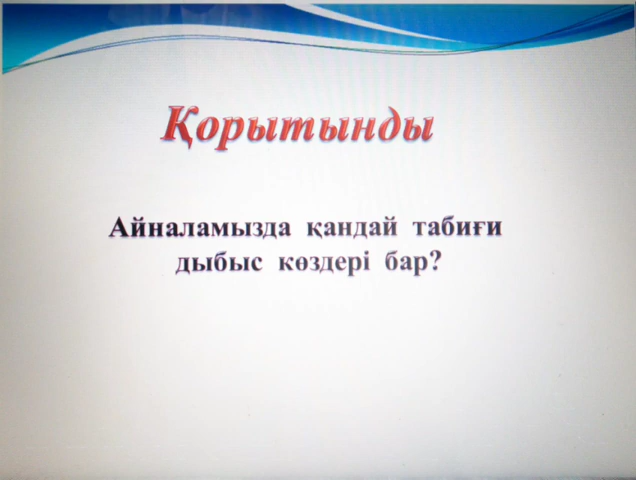 Қорытынды
Айналамызда қандай табиғи
дыбыс көздері бар?